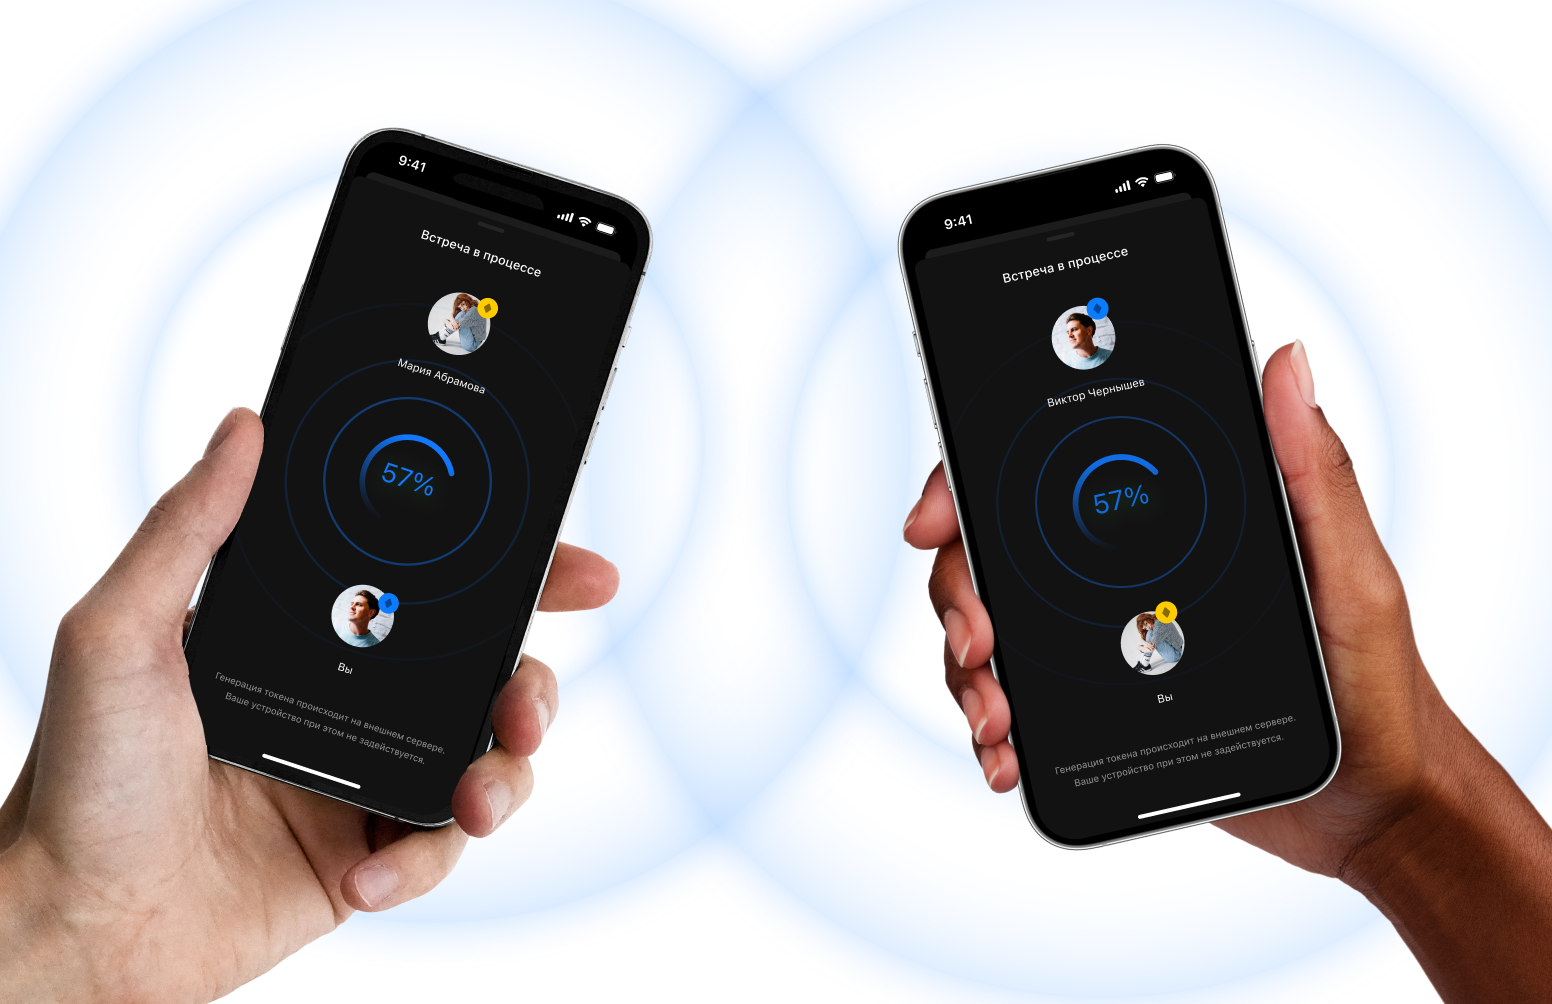 9:41
Встреча в процессе
Мария Абрамова
57%
Вы
Генерация токена происходит на внешнем сервере.
Ваше устройство при этом не задействуется.
9:41
Встреча в процессе
Виктор Чернышев
57%
Вы
Генерация токена происходит на внешнем сервере.
Ваше устройство при этом не задействуется.